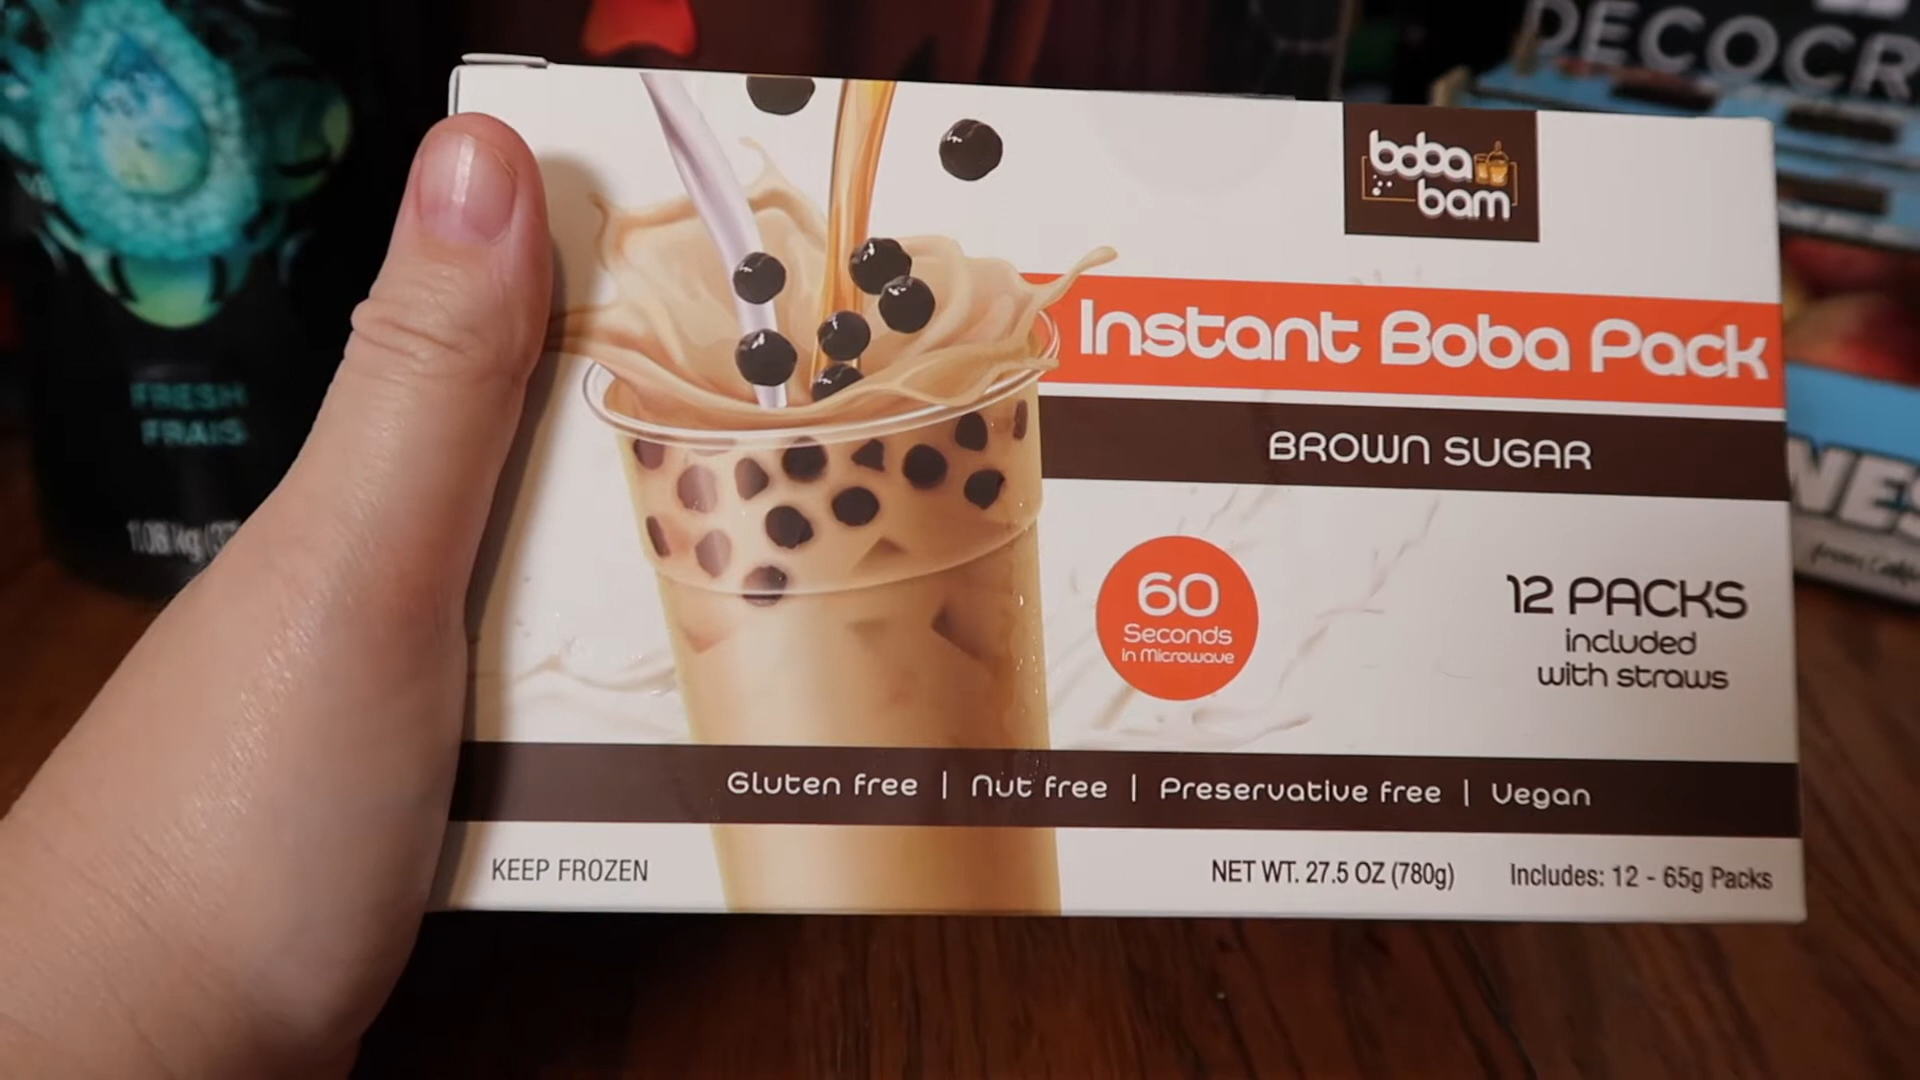 DECOCR
boba
bam
Instant Boba Pack
BROWN SUGAR
60
Seconds
in Microwave
12 PACKS
included
with straws
Gluten free | Nut free | Preservative free | Vegan
KEEP FROZEN
NET WT. 27.5 OZ (780g)
Includes: 12 - 65g Packs
FRESH
FRAIS
NES